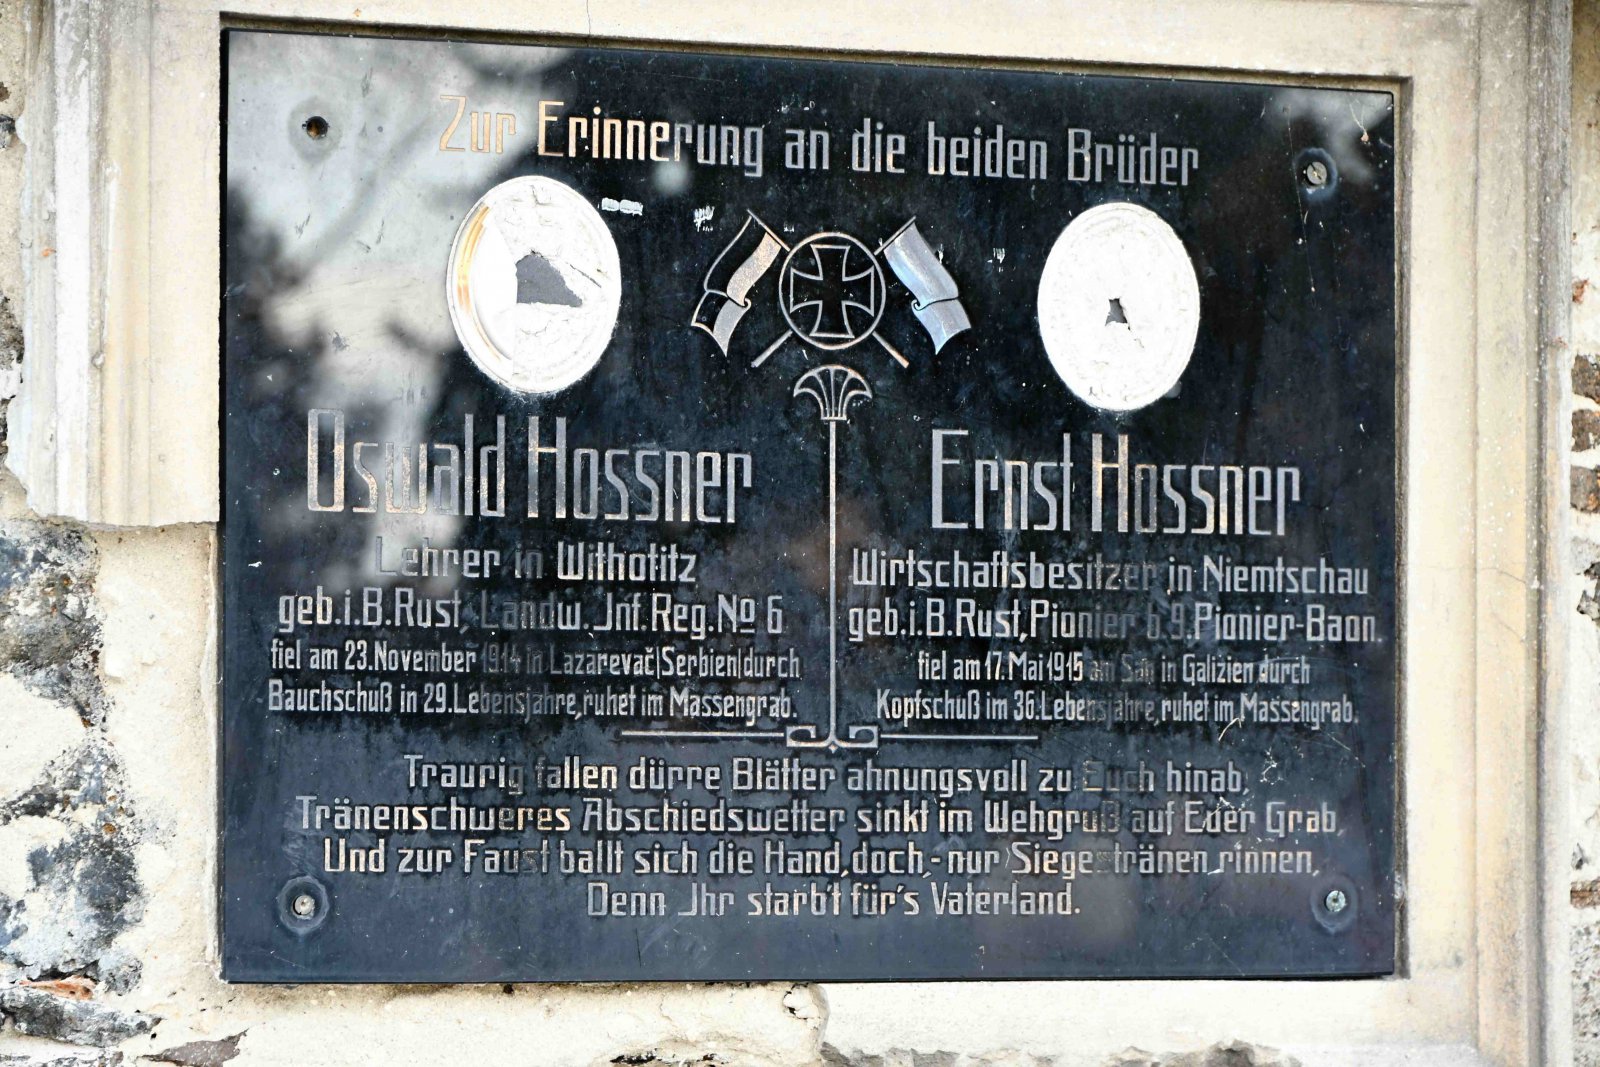 Zur Erinnerung an die beiden Brüder
Oswald Hossner
Lehrer in Withotitz
geb. i. B. Rust, Landw. Inf. Reg. No 6
fiel am 23. November 1914 in Lazarevač|Serbien|durch
Bauchschuß in 29. Lebensjahre, ruhet im Massengrab.
Ernst Hossner
Wirtschaftsbesitzer in Niemtschau
geb. i. B. Rust, Pionier b. 9. Pionier-Baon.
fiel am 17. Mai 1915 am San in Galizien durch
Kopfschuß im 36. Lebensjahre, ruhet im Massengrab.
Traurig fallen dürre Blätter ahnungsvoll zu Euch hinab,
Tränenschweres Abschiedswetter sinkt im Wehgruß auf Euer Grab,
Und zur Faust ballt sich die Hand, doch,- nur Siegestränen rinnen,
Denn Ihr starb't für's Vaterland.